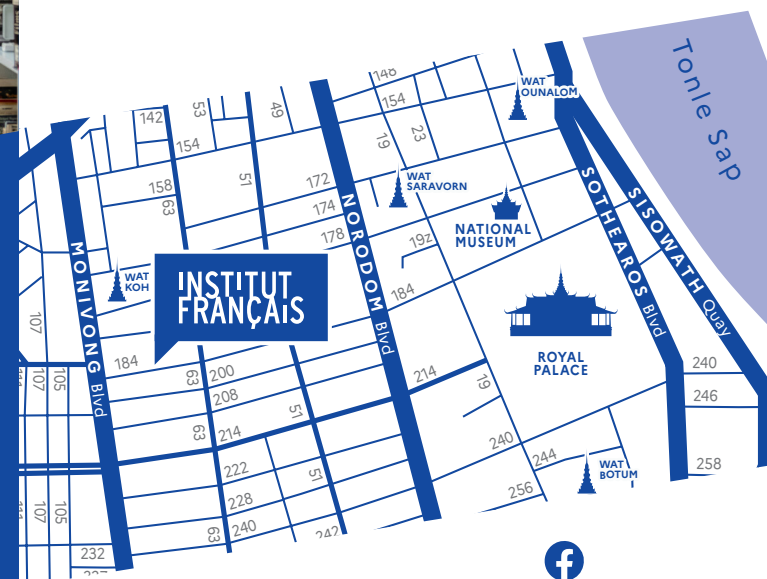 Tonle Sap
148
154
53
49
142
154
19
23
WAT
OUNALOM
158
63
51
172
174
178
WAT
SARAVORN
NATIONAL
MUSEUM
19z
SOTHEAROS Blvd
SISOWATH Quay
MONIVONG Blvd
NORODOM Blvd
WAT
KOH
INSTITUT
FRANÇAIS
184
107
184
ROYAL
PALACE
107
105
63
200
208
51
214
19
240
246
63
214
222
51
240
244
WAT
BOTUM
258
107
105
228
256
63
240
242
232